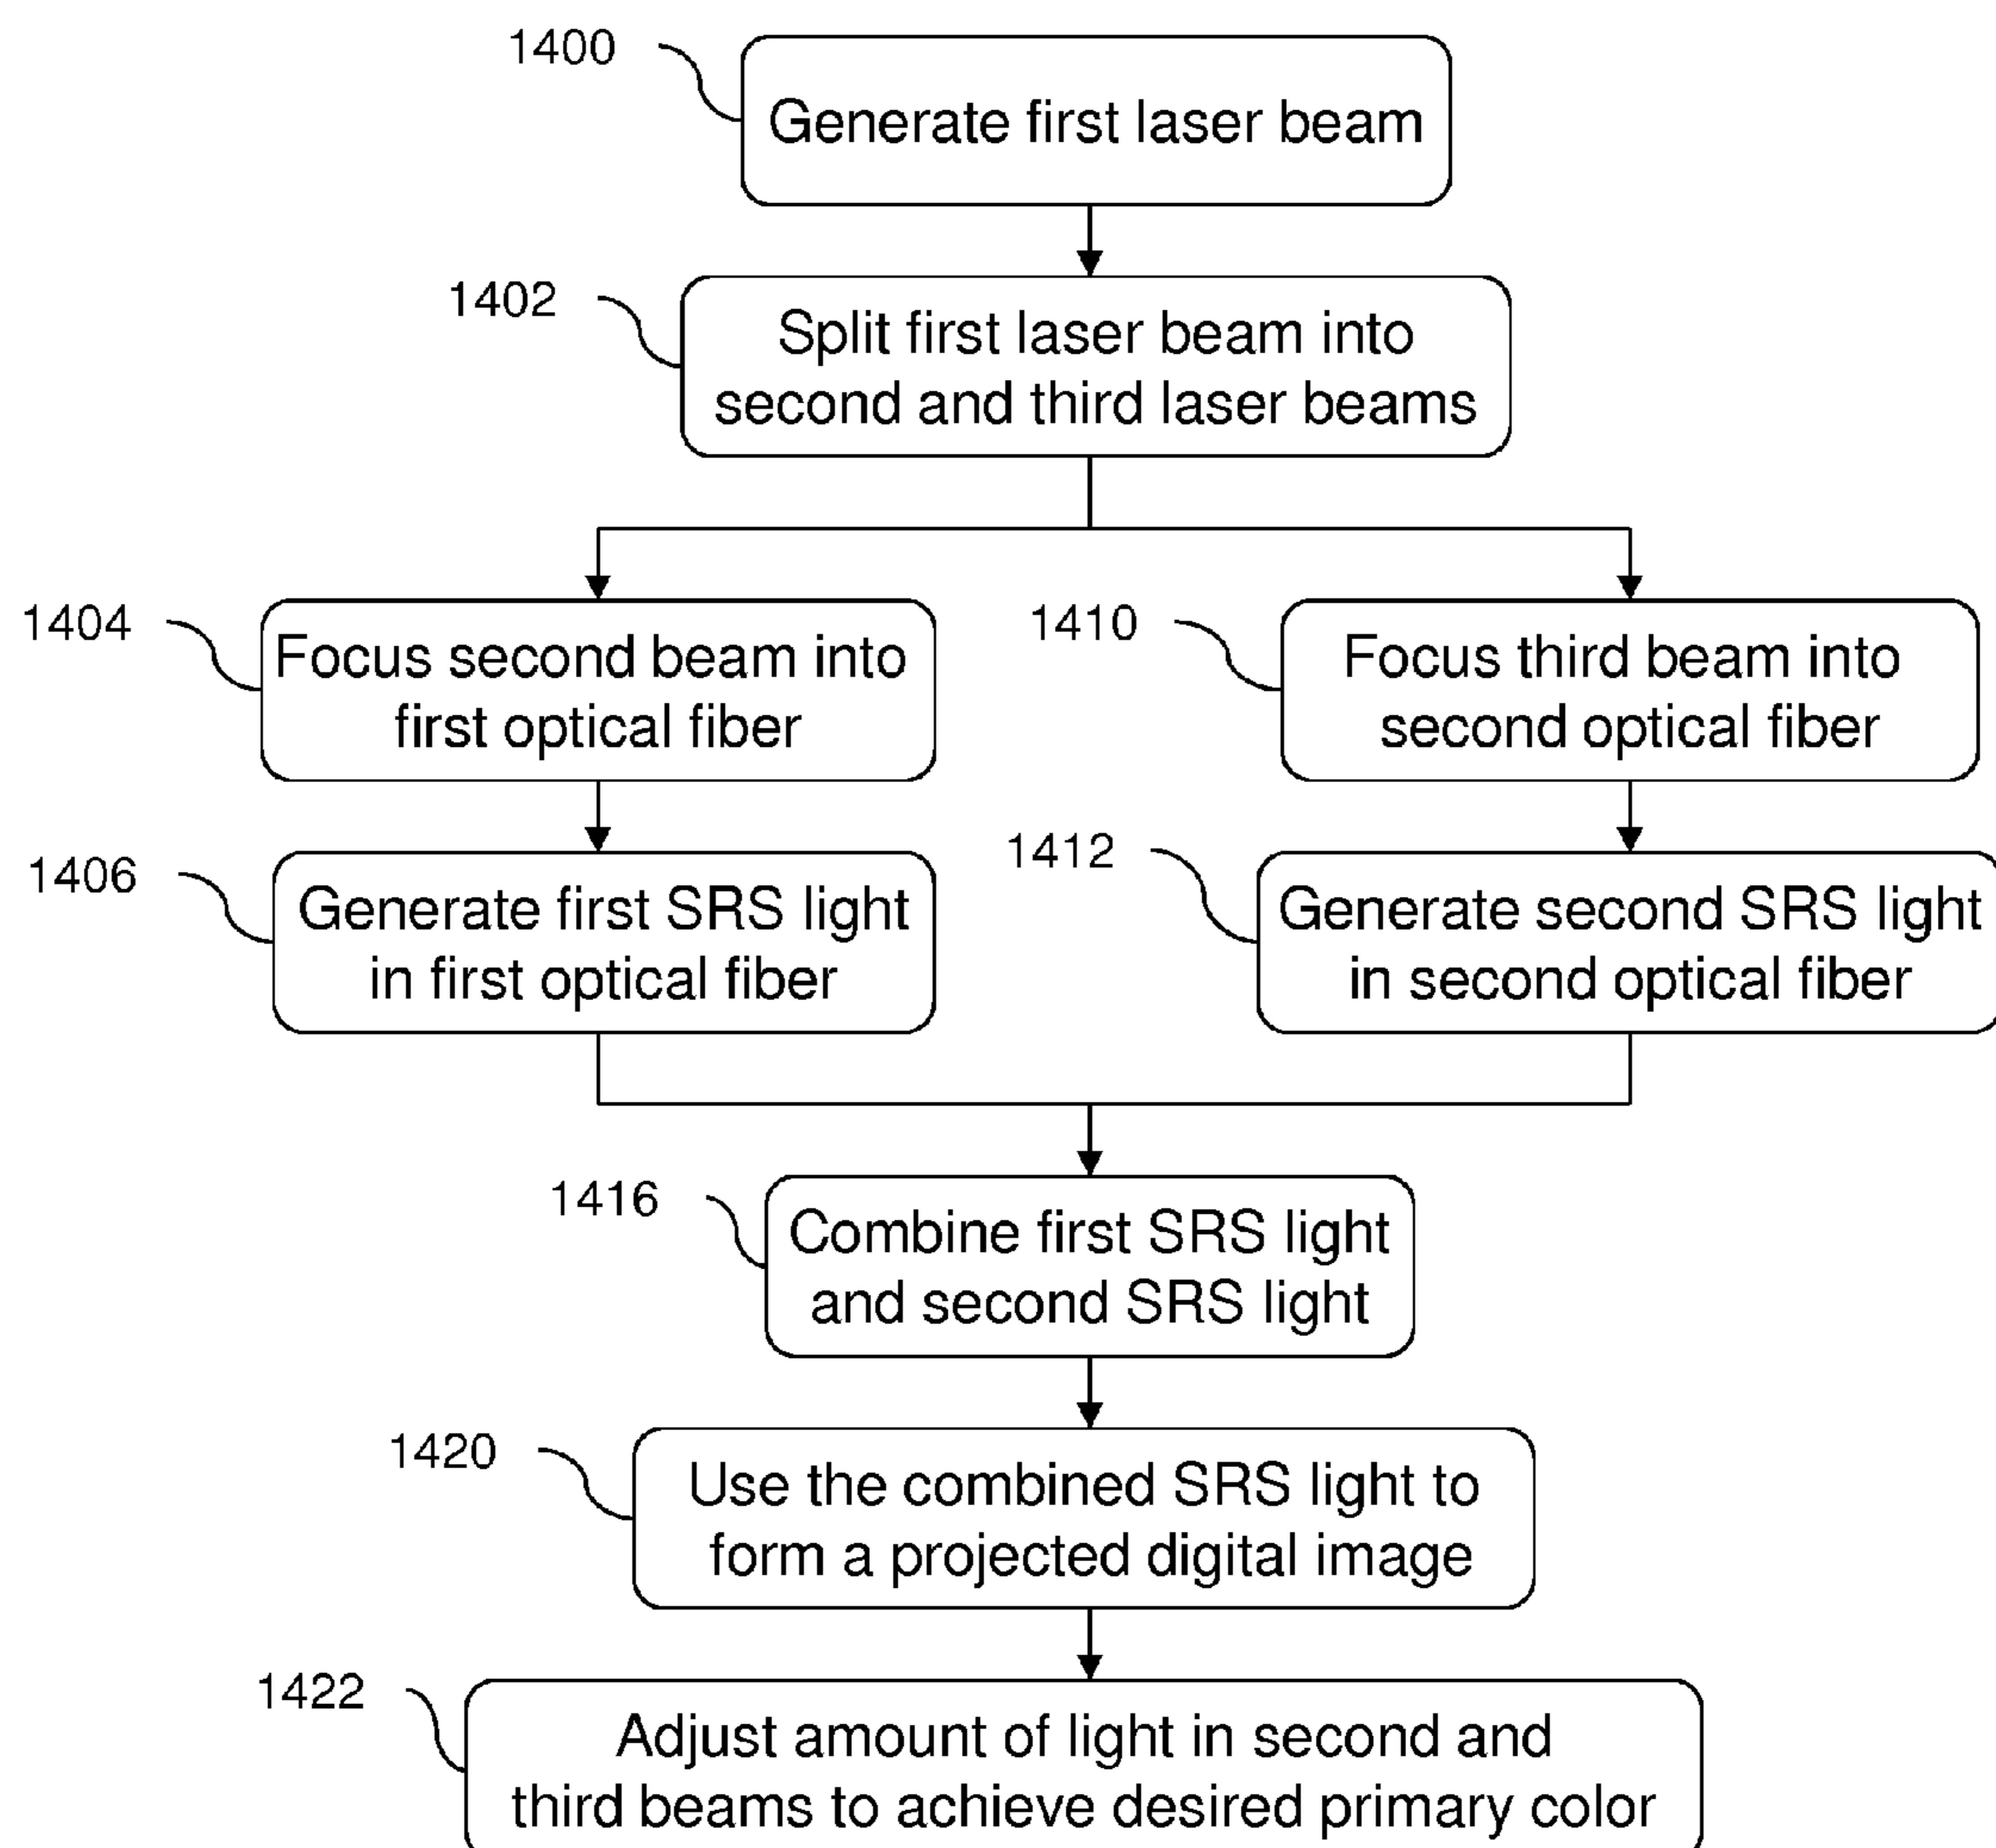 1400
Generate first laser beam
1402
Split first laser beam into
second and third laser beams
1404
Focus second beam into
first optical fiber
1410
Focus third beam into
second optical fiber
1406
Generate first SRS light
in first optical fiber
1412
Generate second SRS light
in second optical fiber
1416
Combine first SRS light
and second SRS light
1420
Use the combined SRS light to
form a projected digital image
1422
Adjust amount of light in second and
third beams to achieve desired primary color